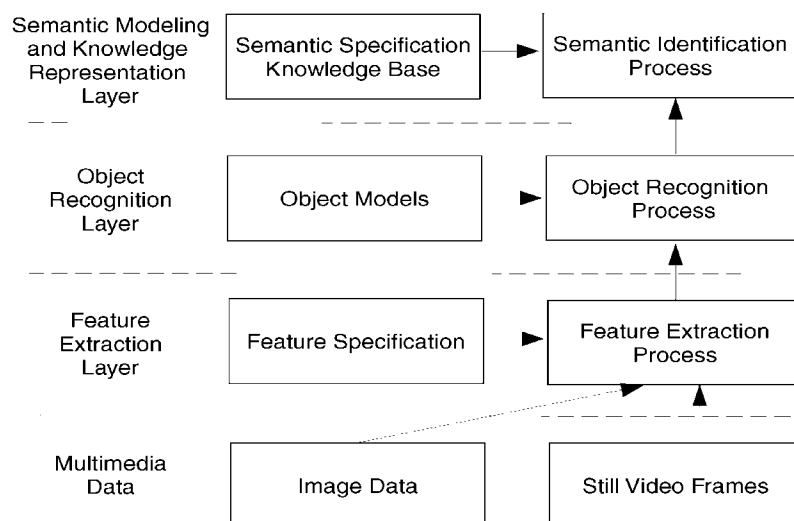 Semantic Modeling
and Knowledge
Representation
Layer
Semantic Specification
Knowledge Base
Semantic Identification
Process
Object
Recognition
Layer
Object Models
Object Recognition
Process
Feature
Extraction
Layer
Feature Specification
Feature Extraction
Process
Multimedia
Data
Image Data
Still Video Frames